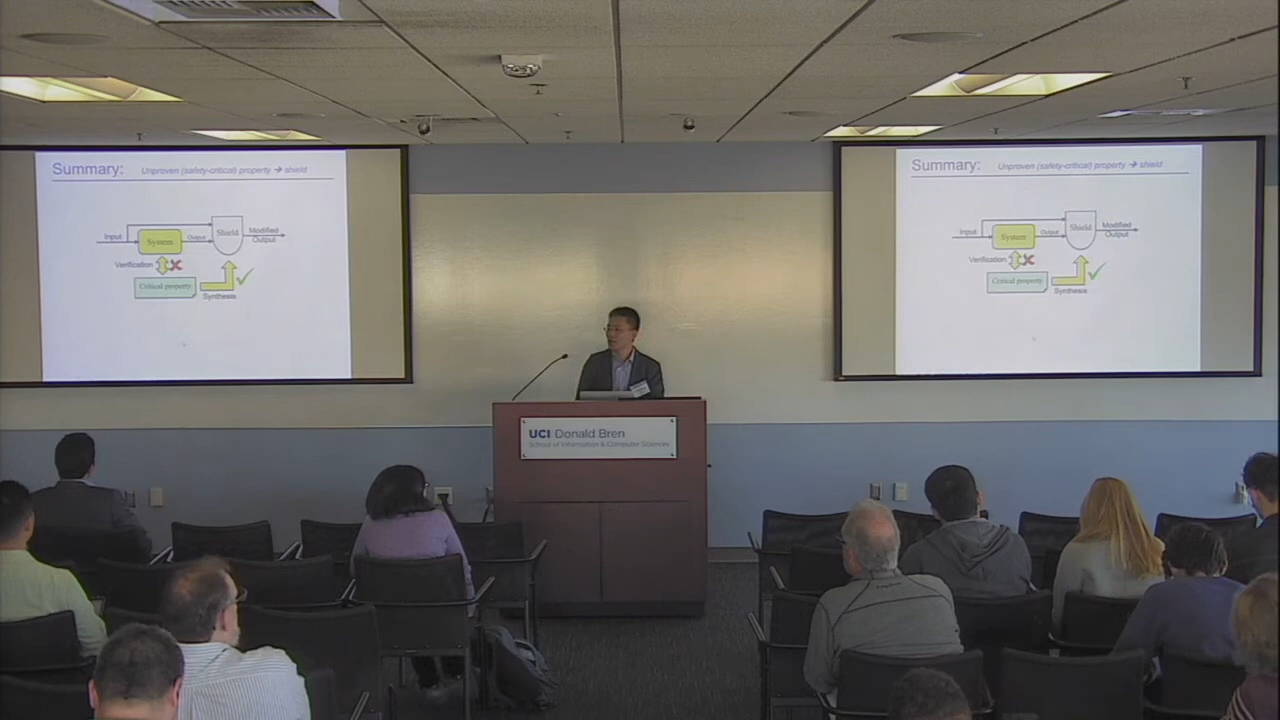 Summary: Unproven (safety-critical) property ➔ shield
Input
System
Output
Shield
Modified
Output
Verification
Critical property
Synthesis
Summary: Unproven (safety-critical) property ➔ shield
Input
System
Output
Shield
Modified
Output
Verification
Critical property
Synthesis
UCI Donald Bren
School of Information & Computer Sciences